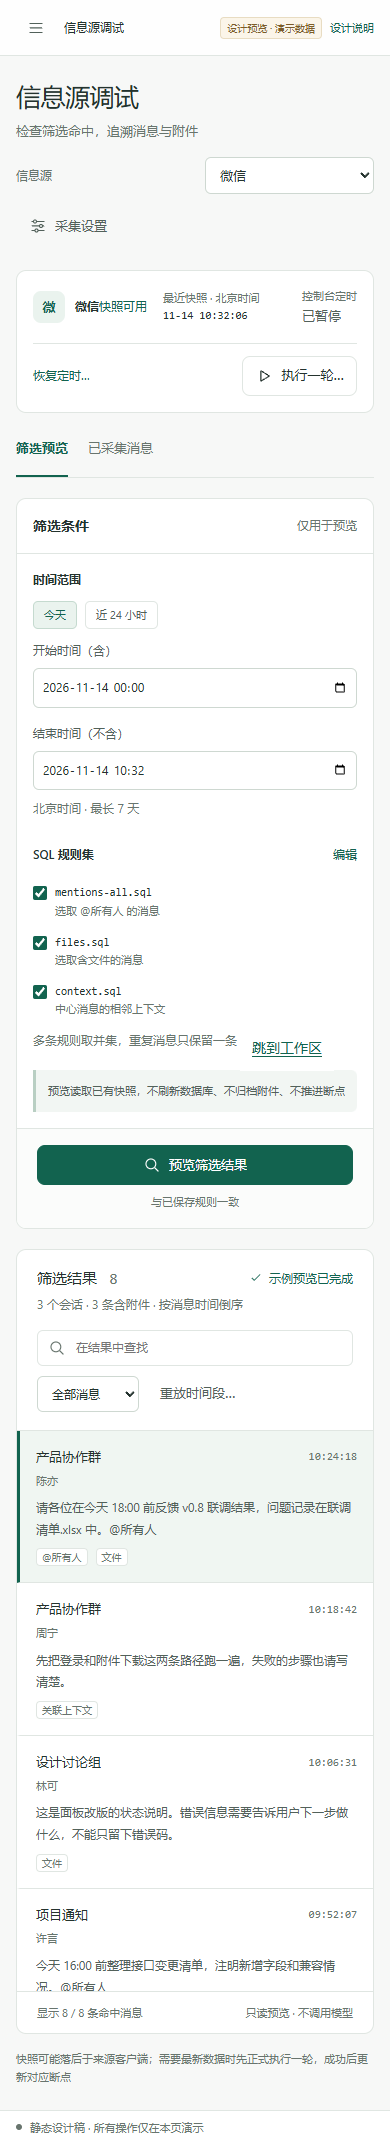 信息源调试
设计预览 · 演示数据
设计说明
信息源调试
检查筛选命中，追溯消息与附件
信息源
微信
采集设置
微
微信快照可用
最近快照 · 北京时间
11-14 10:32:06
控制台定时
已暂停
恢复定时...
执行一轮...
筛选预览
已采集消息
筛选条件
仅用于预览
时间范围
今天
近 24 小时
开始时间（含）
2026-11-14 00:00
结束时间（不含）
2026-11-14 10:32
北京时间 · 最长 7 天
SQL 规则集
编辑
mentions-all.sql
选取 @所有人 的消息
files.sql
选取含文件的消息
context.sql
中心消息的相邻上下文
多条规则取并集，重复消息只保留一条
跳到工作区
预览读取已有快照，不刷新数据库、不归档附件、不推进断点
预览筛选结果
与已保存规则一致
筛选结果 8
示例预览已完成
3 个会话 · 3 条含附件 · 按消息时间倒序
在结果中查找
全部消息
重放时间段...
产品协作群
10:24:18
陈亦
请各位在今天 18:00 前反馈 v0.8 联调结果，问题记录在联调
清单.xlsx 中。@所有人
@所有人
文件
产品协作群
10:18:42
周宁
先把登录和附件下载这两条路径跑一遍，失败的步骤也请写
清楚。
关联上下文
设计讨论组
10:06:31
林可
这是面板改版的状态说明。错误信息需要告诉用户下一步做
什么，不能只留下错误码。
文件
项目通知
09:52:07
许言
今天 16:00 前整理接口变更清单，注明新增字段和兼容情
况。@所有人
显示 8 / 8 条命中消息
只读预览 · 不调用模型
快照可能落后于来源客户端；需要最新数据时先正式执行一轮，成功后更
新对应断点
静态设计稿 · 所有操作仅在本页演示